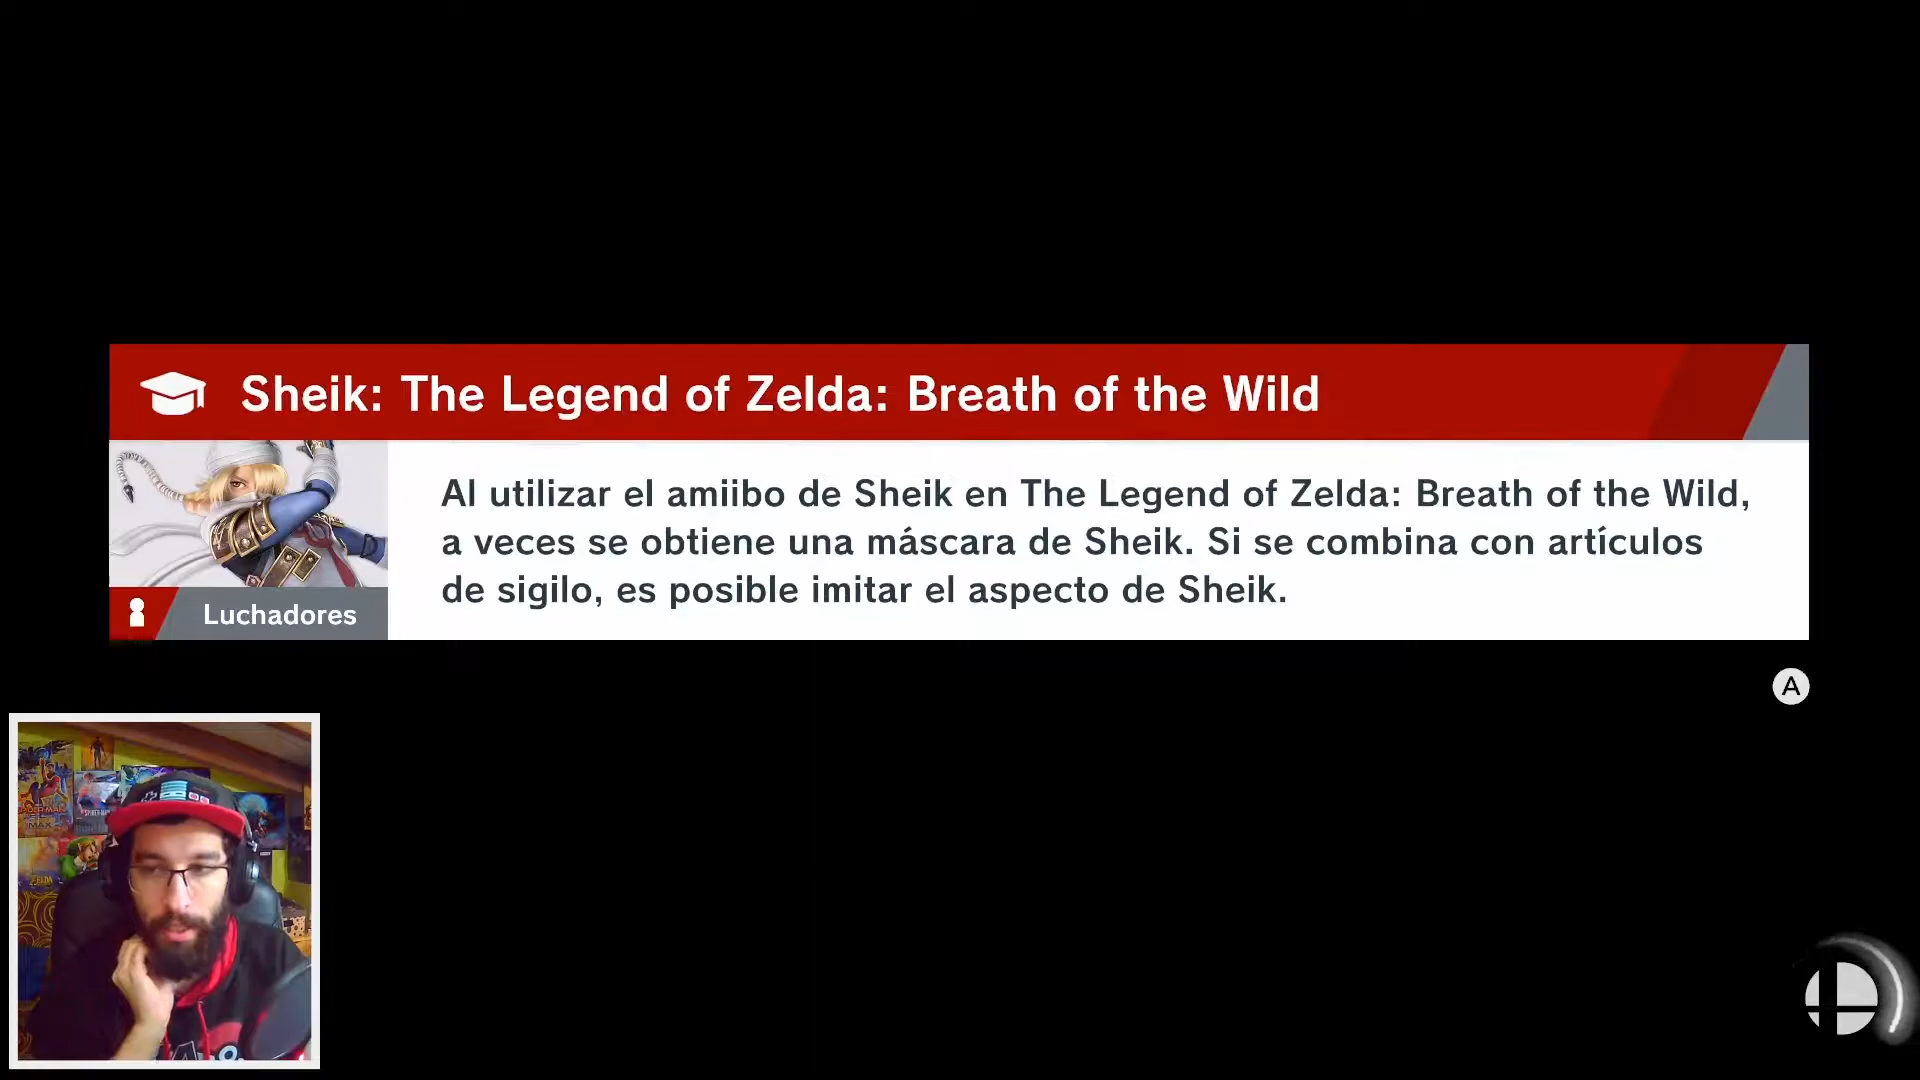 Sheik: The Legend of Zelda: Breath of the Wild
Al utilizar el amiibo de Sheik en The Legend of Zelda: Breath of the Wild,
a veces se obtiene una máscara de Sheik. Si se combina con artículos
de sigilo, es posible imitar el aspecto de Sheik.
Luchadores
A